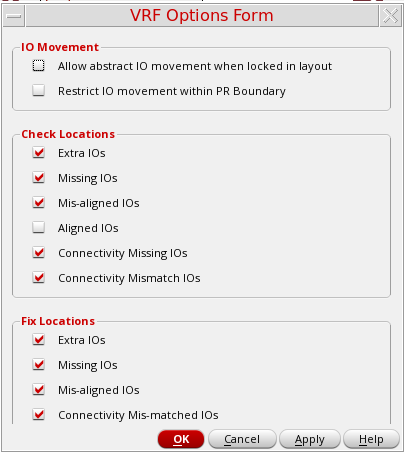 VRF Options Form
IO Movement
Allow abstract IO movement when locked in layout
Restrict IO movement within PR Boundary
Check Locations
Extra IOs
Missing IOs
Mis-aligned IOs
Aligned IOs
Connectivity Missing IOs
Connectivity Mismatch IOs
Fix Locations
Extra IOs
Missing IOs
Mis-aligned IOs
Connectivity Mis-matched IOs
OK Cancel Apply Help